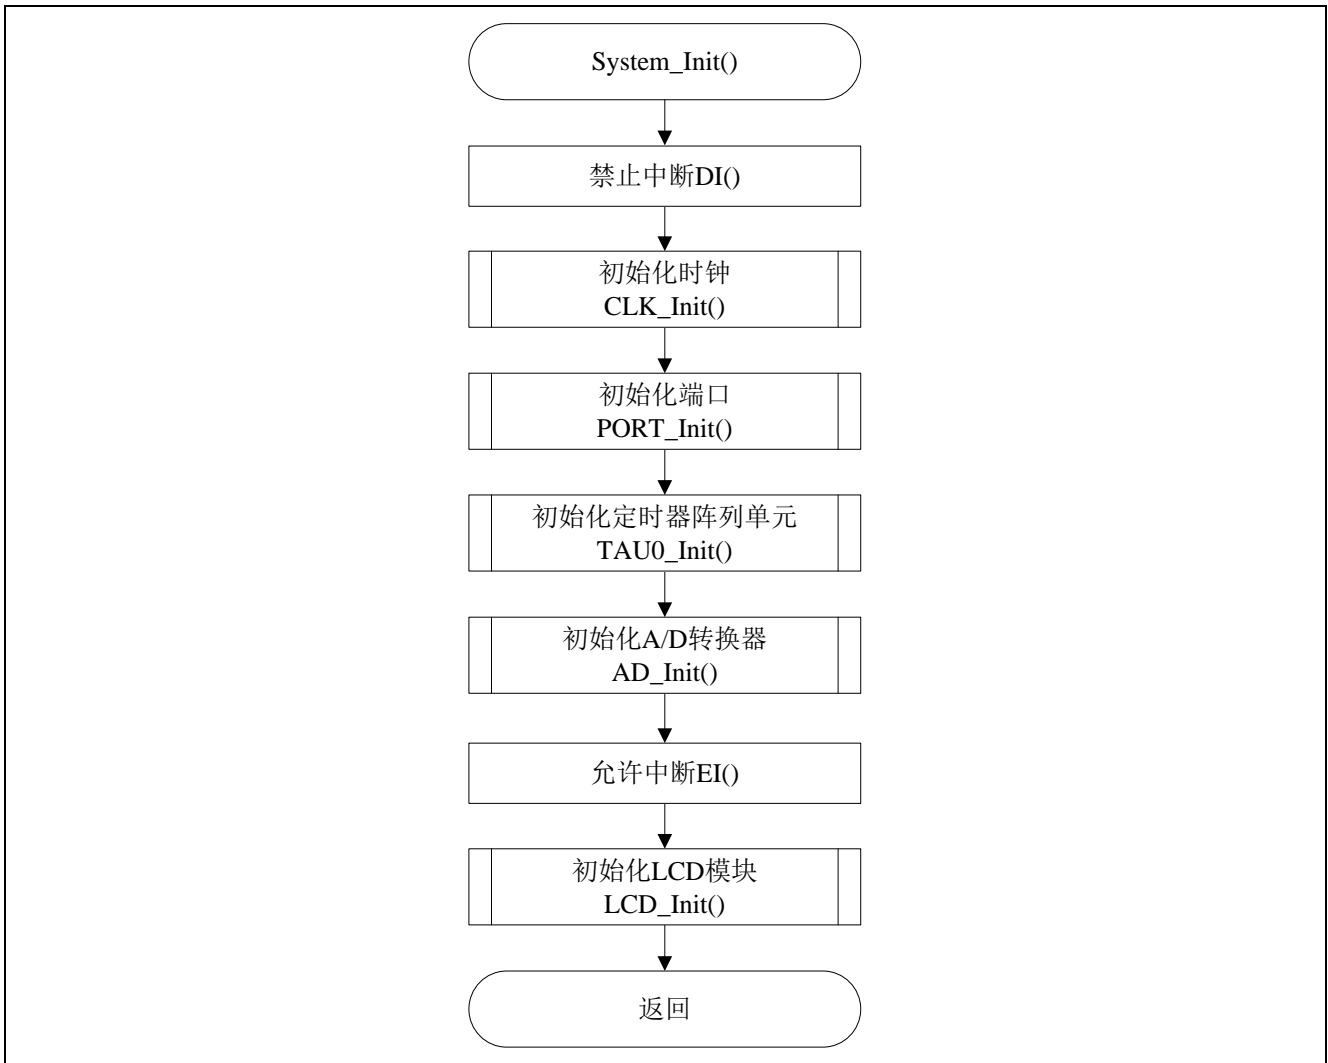 System_Init()
禁止中断DI()
初始化时钟
CLK_Init()
初始化端口
PORT_Init()
初始化定时器阵列单元
TAU0_Init()
初始化A/D转换器
AD_Init()
允许中断EI()
初始化LCD模块
LCD_Init()
返回